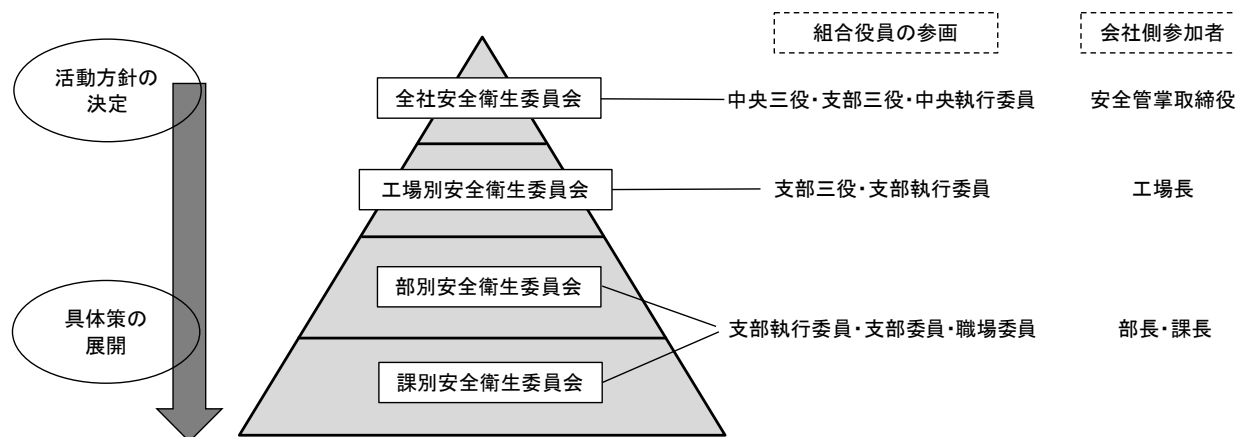 組合役員の参画
会社側参加者
活動方針の
決定
全社安全衛生委員会
中央三役・支部三役・中央執行委員
安全管掌取締役
工場別安全衛生委員会
支部三役・支部執行委員
工場長
部別安全衛生委員会
具体策の
展開
支部執行委員・支部委員・職場委員
部長・課長
課別安全衛生委員会